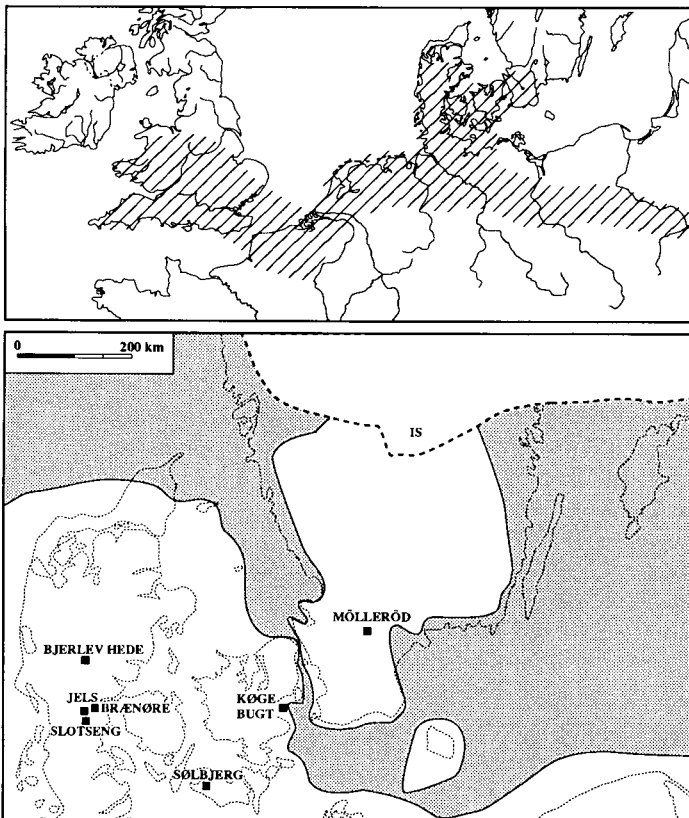 0 200 km
IS
MÖLLERÖD
BJERLEV HEDE
JELS
BRÆNØRE
SLOTSENG
KØGE
BUGT
SØLBJERG